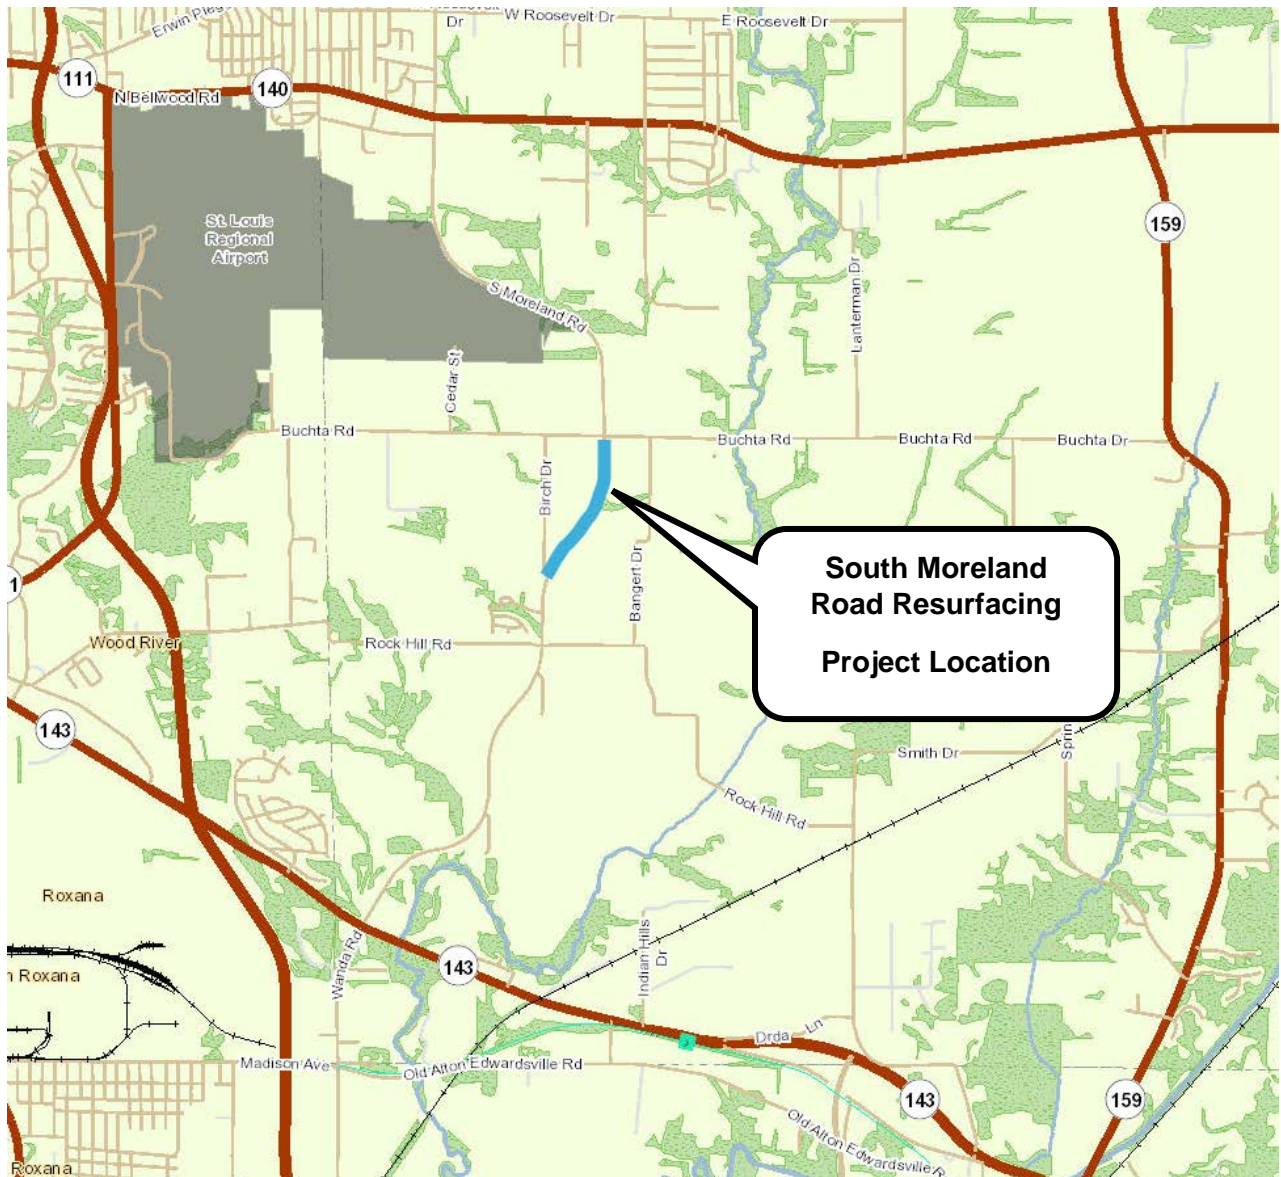 Erwin Pleg
Dr
W Roosevelt Dr
E Roosevelt Dr
111
N Bellwood Rd
140
St. Louis
Regional
Airport
159
S Moreland Rd
Lanterman Dr
Cedar St
Buchta Rd
Buchta Rd
Buchta Rd
Buchta Dr
Birch Dr
Bangert Dr
South Moreland
Road Resurfacing
Project Location
1
Wood River
Rock Hill Rd
143
Smith Dr
Sprin
Rock Hill Rd
Roxana
Wanda Rd
143
Indian Hills
Dr
n Roxana
Drda Ln
Madison Ave
Old Alton Edwardsville Rd
143
159
Old Alton Edwardsville R
Roxana